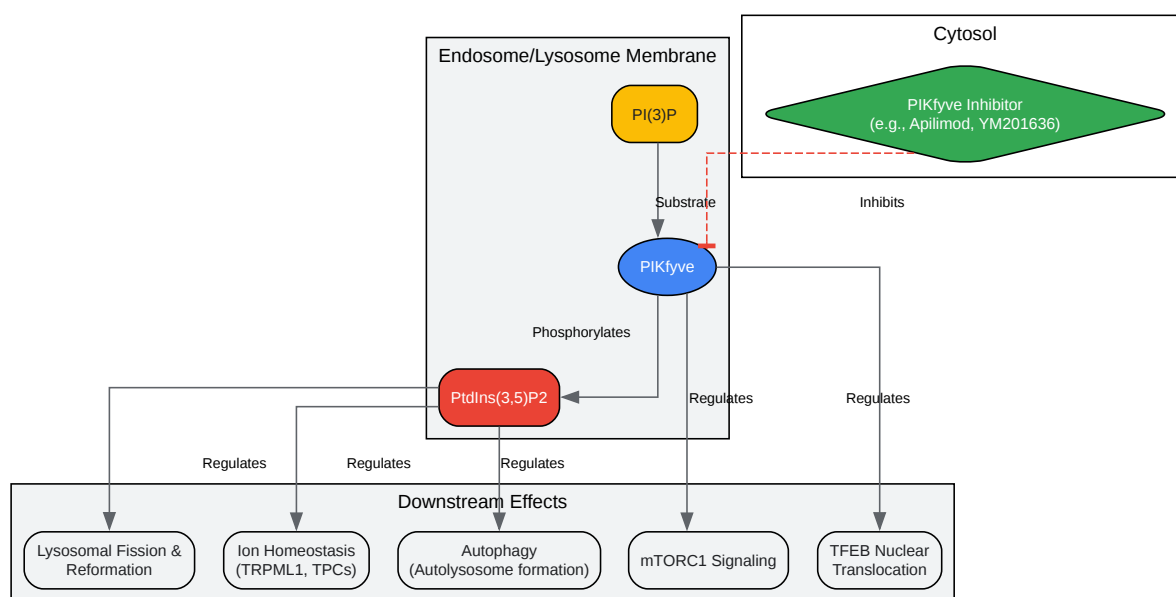 Cytosol
Endosome/Lysosome Membrane
PIKfyve Inhibitor
(e.g., Apilimod, YM201636)
PI(3)P
Substrate
Inhibits
PIKfyve
Phosphorylates
PtdIns(3,5)P2
Regulates
Regulates
Regulates
Regulates
Regulates
Downstream Effects
Lysosomal Fission &
Reformation
Ion Homeostasis
(TRPML1, TPCs)
Autophagy
(Autolysosome formation)
mTORC1 Signaling
TFEB Nuclear
Translocation